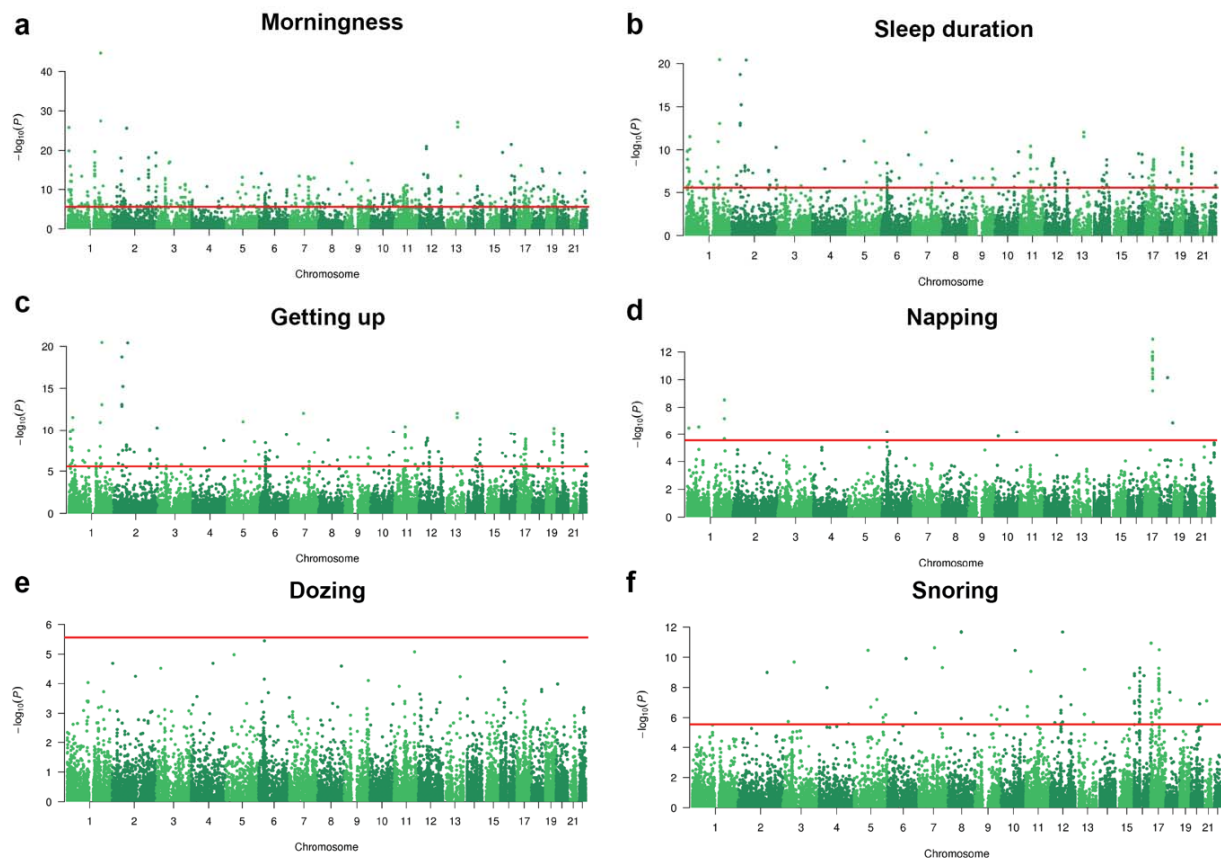 a
Morningness
−log10(P)
40
30
20
10
0
1 2 3 4 5 6 7 8 9 10 11 12 13 15 17 19 21
Chromosome
b
Sleep duration
−log10(P)
20
15
10
5
0
1 2 3 4 5 6 7 8 9 10 11 12 13 15 17 19 21
Chromosome
c
Getting up
−log10(P)
20
15
10
5
0
1 2 3 4 5 6 7 8 9 10 11 12 13 15 17 19 21
Chromosome
d
Napping
−log10(P)
12
10
8
6
4
2
0
1 2 3 4 5 6 7 8 9 10 11 12 13 15 17 19 21
Chromosome
e
Dozing
−log10(P)
6
5
4
3
2
1
0
1 2 3 4 5 6 7 8 9 10 11 12 13 15 17 19 21
Chromosome
f
Snoring
−log10(P)
12
10
8
6
4
2
0
1 2 3 4 5 6 7 8 9 10 11 12 13 15 17 19 21
Chromosome